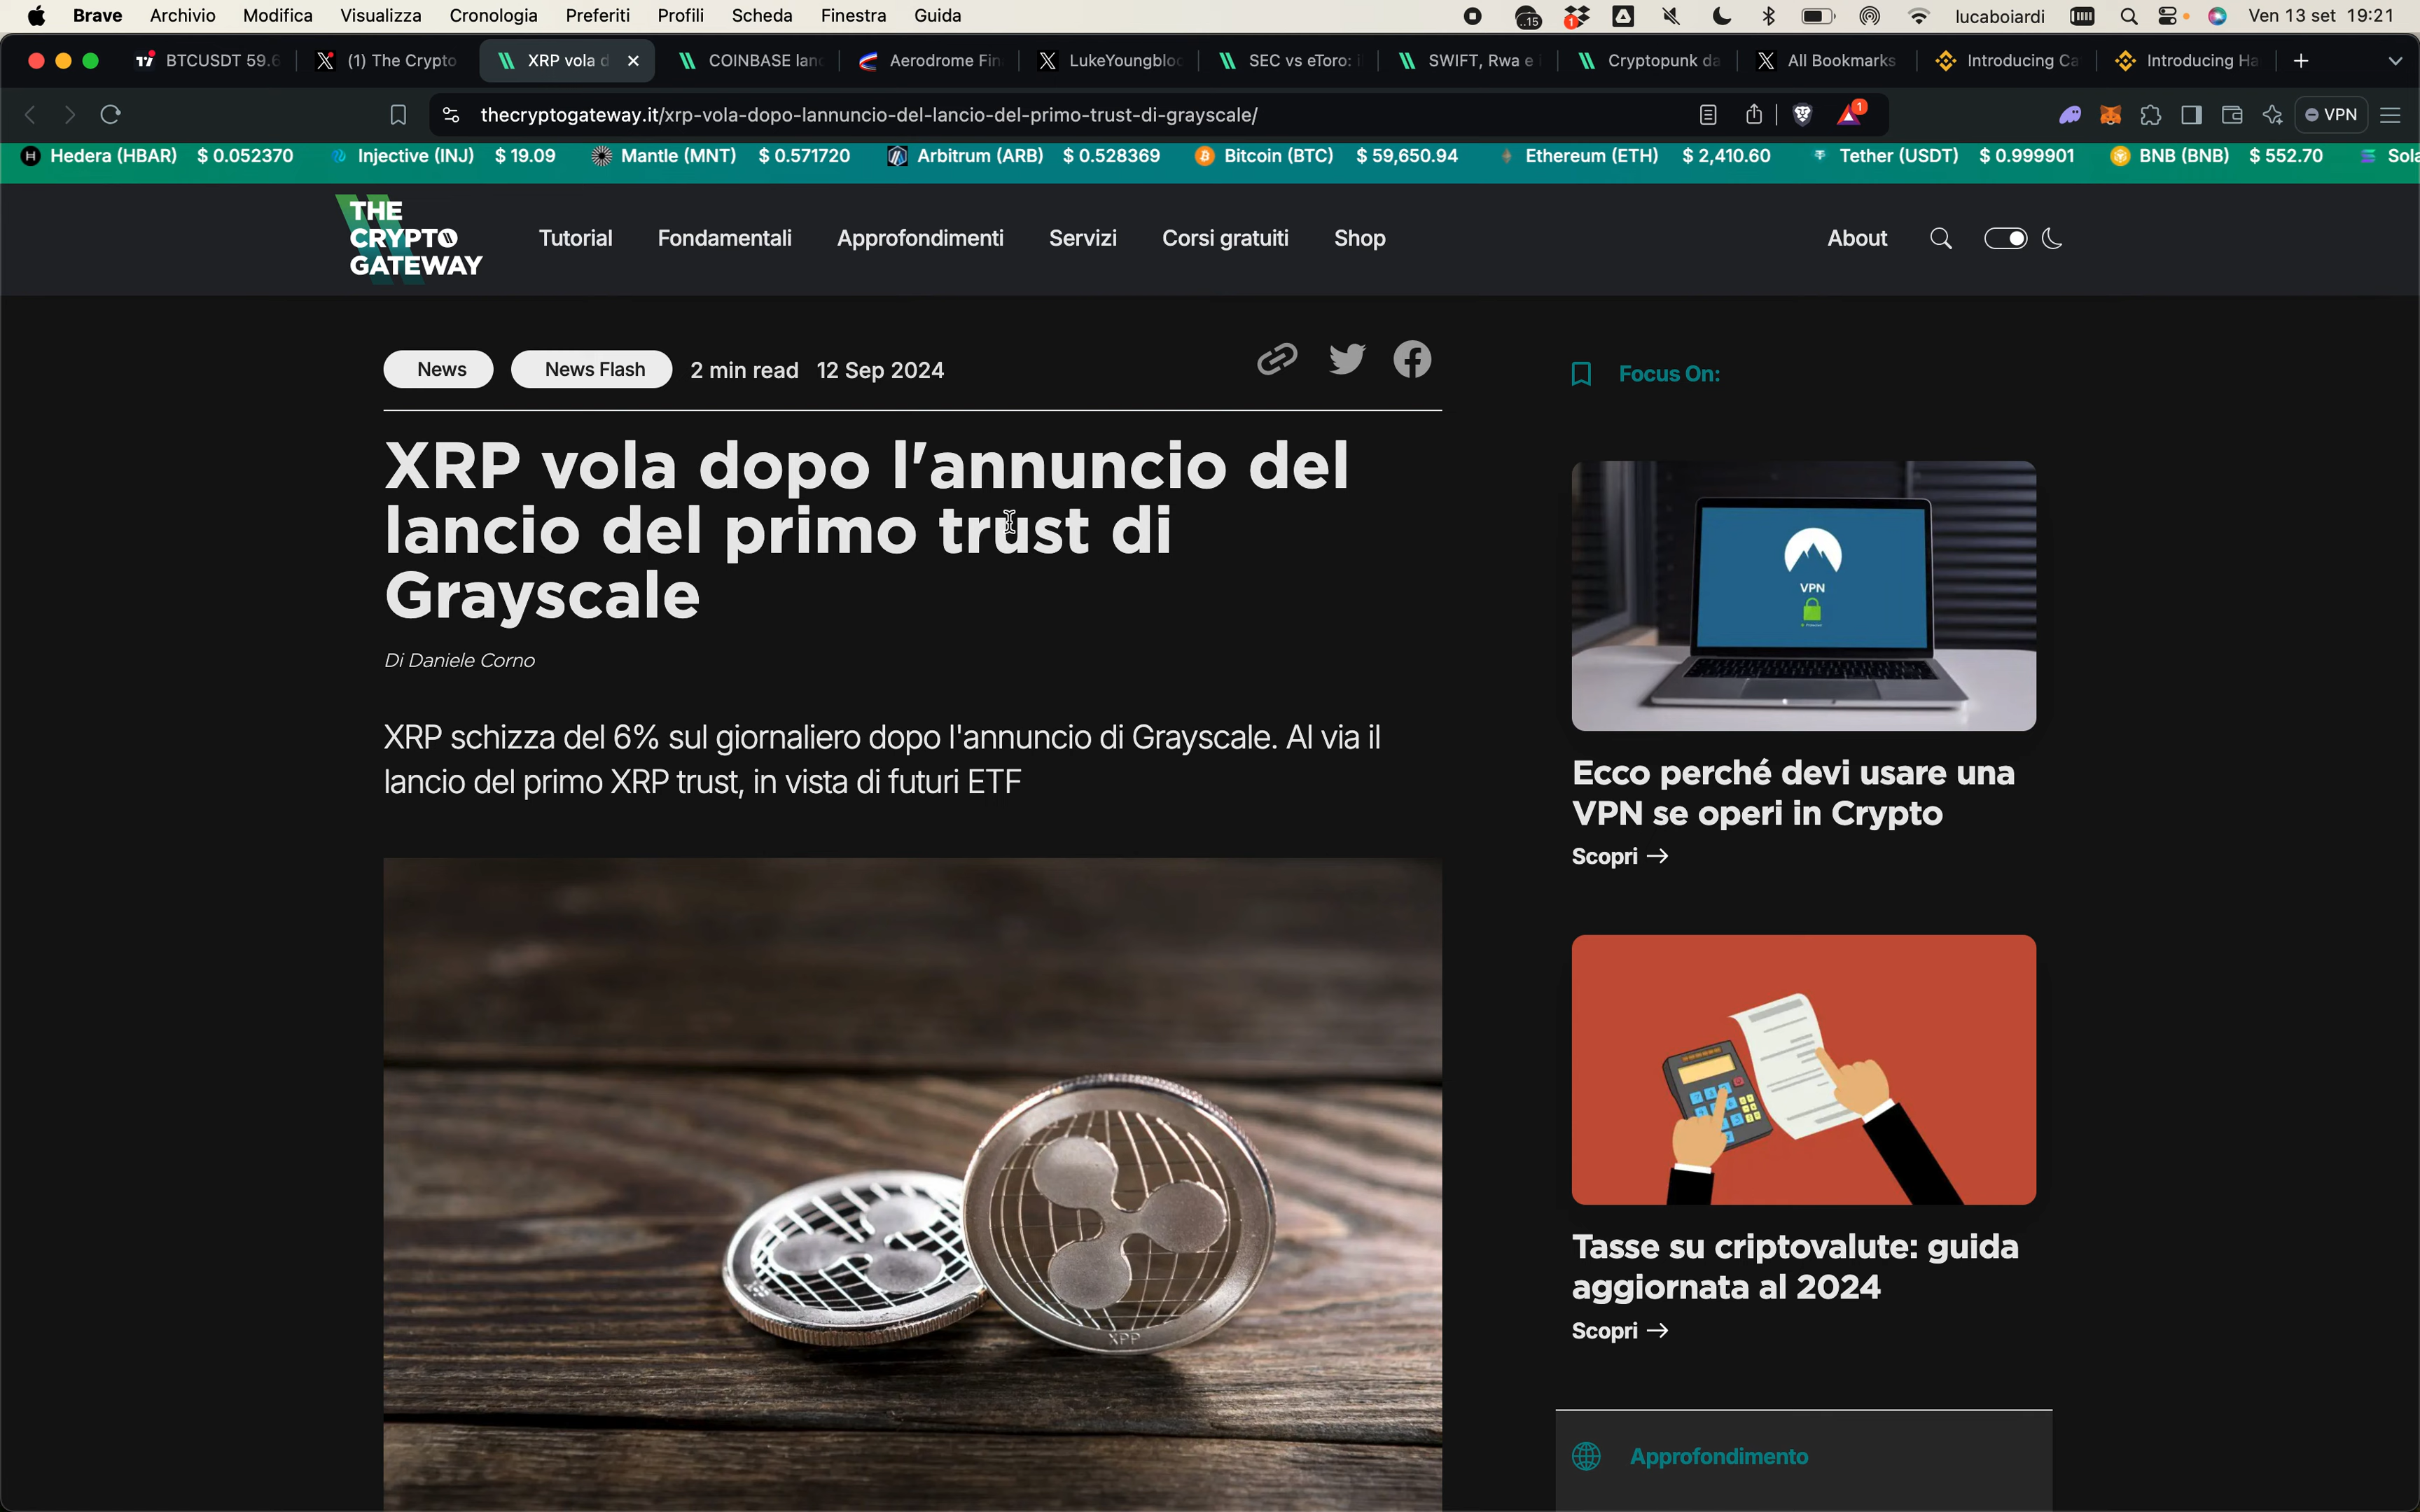 Brave Archivio Modifica Visualizza Cronologia Preferiti Profili Scheda Finestra Guida lucaboiardi Ven 13 set 19:21
BTCUSDT 59.6 (1) The Crypto XRP vola d COINBASE lan Aerodrome Fin LukeYoungbloc SEC vs eToro: i SWIFT, Rwa e i Cryptopunk da All Bookmarks Introducing Ca Introducing Ha
thecryptogateway.it/xrp-vola-dopo-lannuncio-del-lancio-del-primo-trust-di-grayscale/ 1 VPN
Hedera (HBAR) $ 0.052370 Injective (INJ) $ 19.09 Mantle (MNT) $ 0.571720 Arbitrum (ARB) $ 0.528369 Bitcoin (BTC) $ 59,650.94 Ethereum (ETH) $ 2,410.60 Tether (USDT) $ 0.999901 BNB (BNB) $ 552.70 Sola
THE
CRYPTO
GATEWAY
Tutorial Fondamentali Approfondimenti Servizi Corsi gratuiti Shop About
News News Flash 2 min read 12 Sep 2024
XRP vola dopo l'annuncio del
lancio del primo trust di
Grayscale
Di Daniele Corno
XRP schizza del 6% sul giornaliero dopo l'annuncio di Grayscale. Al via il
lancio del primo XRP trust, in vista di futuri ETF
XPP
Focus On:
VPN
Ecco perché devi usare una
VPN se operi in Crypto
Scopri →
Tasse su criptovalute: guida
aggiornata al 2024
Scopri →
Approfondimento